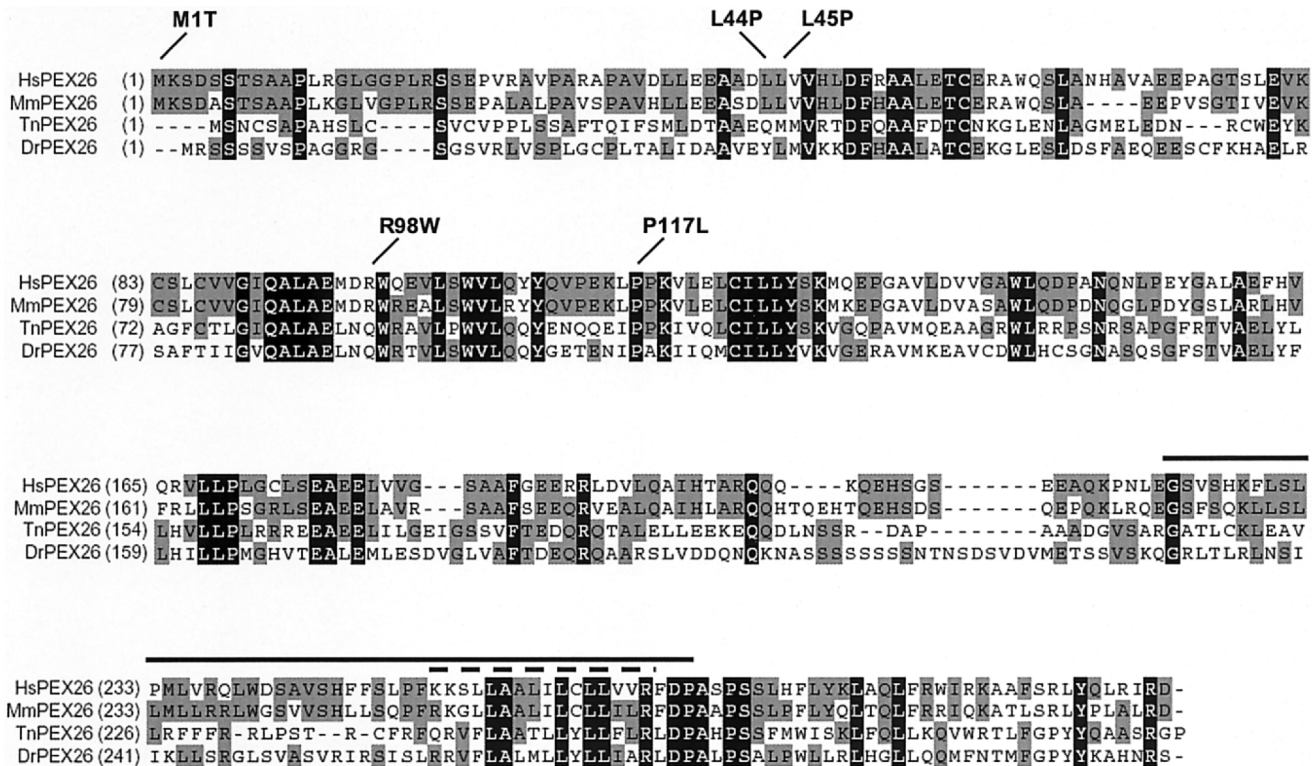 M1T L44P L45P
HsPEX26 (1) MKSDSSTSAAPLRGLGGPLRSSEPVRAVPARAPAVDLLEEAADLLVVHLDFRAALETCERAWQSLANHAVAEEPAGTSLEVK
MmPEX26 (1) MKSDASTSAAPLKGLVGPLRSSEPALALPAVSPAVHLLEEASDLLVVHLDFHAALETCERAWQSLA----EEPVSGTIVEVK
TnPEX26 (1) ----MSNCSAPAHSLC----SVCVPPLSSAFTQIFSMLDTAAEQMMVRTDFQAAFDTCNKGLENLAGMELEDN---RCWEYK
DrPEX26 (1) --MRSSSSVSPAGGRG----SGSVRLVSPLGCPLTALIDAAVEYLMVKKDFHAALATCEKGLESLDSFAEQEESCFKHAELR
R98W P117L
HsPEX26 (83) CSLCVVGIQALAEMDRWQEVLSWVLQYYQVPEKLPPKVLELCILLYSKMQEPGAVLDVVGAWLQDPANQNLPEYGALAEFHV
MmPEX26 (79) CSLCVVGIQALAEMDRWREALSWVLRYYQVPEKLPPKVLELCILLYSKMKEPGAVLDVASAWLQDPDNQGLPDYGSLARLHV
TnPEX26 (72) AGFCTLGIQALAELNQWRAVLPWVLQQYENQQEIPPKIVQLCILLYSKVGQPAVMQEAAGRWLRRPSNRSAPGFRTVAELYL
DrPEX26 (77) SAFTIIGVQALAELNQWRTVLSWVLQQYGETENIPAKIIQMCILLYVKVGERAVMKEAVCDWLHCSGNASQSGFSTVAELYF
HsPEX26 (165) QRVLLPLGCLSEAEELVVG---SAAFGEERRLDVLQAIHTARQQQ----KQEHSGS-------EEAQKPNLEGSVSHKFLSL
MmPEX26 (161) FRLLLPSGRLSEAEELAVR---SAAFSEEQRVEALQAIHLARQQHTQEHTQEHSDS-------QEPQKLRQEGSFSQKLLSL
TnPEX26 (154) LHVLLPLRRREAEELILGEIGSSVFTEDQRQTALELLEEKEQQDLNSSR--DAP------AAADGVSARGATLCKLEAV
DrPEX26 (159) LHILLPMGHVTEALEMLESDVGLVAFTDEQRQAARSLVDDQNQKNASSSSSSSSNTNSDSVDVMETSSVSKQGRLTLRLNSI
HsPEX26 (233) PMLVRQLWDSAVSHFFSLPFKKSLLAALILCLLVVRFDPASPSSLHFLYKLAQLFRWIRKAAFSRLYQLRIRD-
MmPEX26 (233) LMLLRRLWGSVVSHLLSQPFRKGLLAALILCLLILRFDPAAPSSLPFLYQLTQLFRRIQKATLSRLYPLALRD-
TnPEX26 (226) LRFFFR-RLPST--R-CFRFQRVFLAATLLYLLFLRLDPAHPSSFMWISKLFQLLKQVWRTLFGPYYQAASRGP
DrPEX26 (241) IKLLSRGLSVASVRIRSISLRRVFLALMLLYLLIARLDPALPSALPWLLRLHGLLQQMFNTMFGPYYKAHNRS-